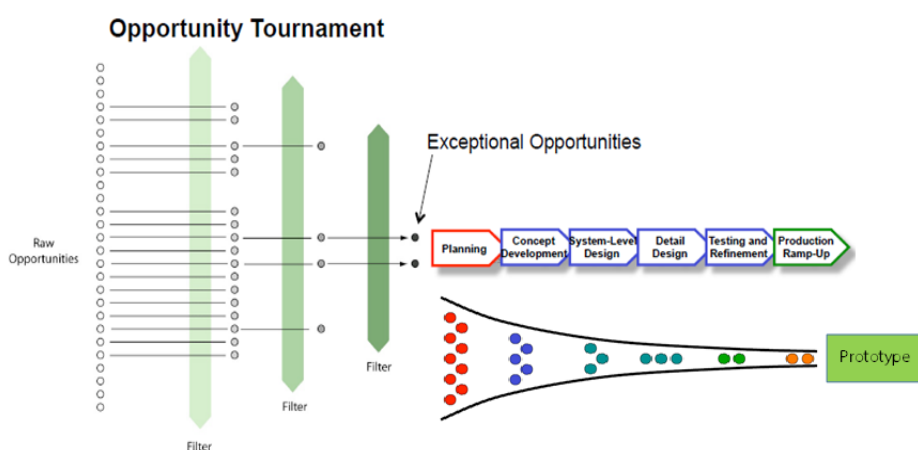 Opportunity Tournament
Exceptional Opportunities
Raw
Opportunities
Planning
Concept
Development
System-Level
Design
Detail
Design
Testing and
Refinement
Production
Ramp-Up
Prototype
Filter
Filter
Filter